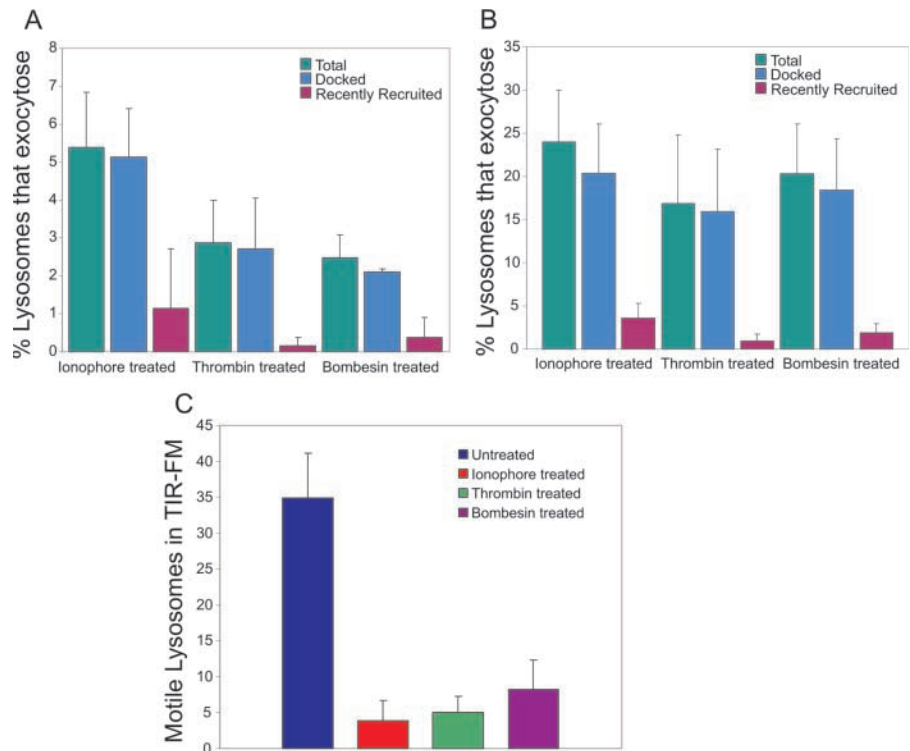 A
% Lysosomes that exocytose
8
7
6
5
4
3
2
1
0
Total
Docked
Recently Recruited
Ionophore treated
Thrombin treated
Bombesin treated
B
% Lysosomes that exocytose
35
30
25
20
15
10
5
0
Total
Docked
Recently Recruited
Ionophore treated
Thrombin treated
Bombesin treated
C
Motile Lysosomes in TIR-FM
45
40
35
30
25
20
15
10
5
0
Untreated
Ionophore treated
Thrombin treated
Bombesin treated